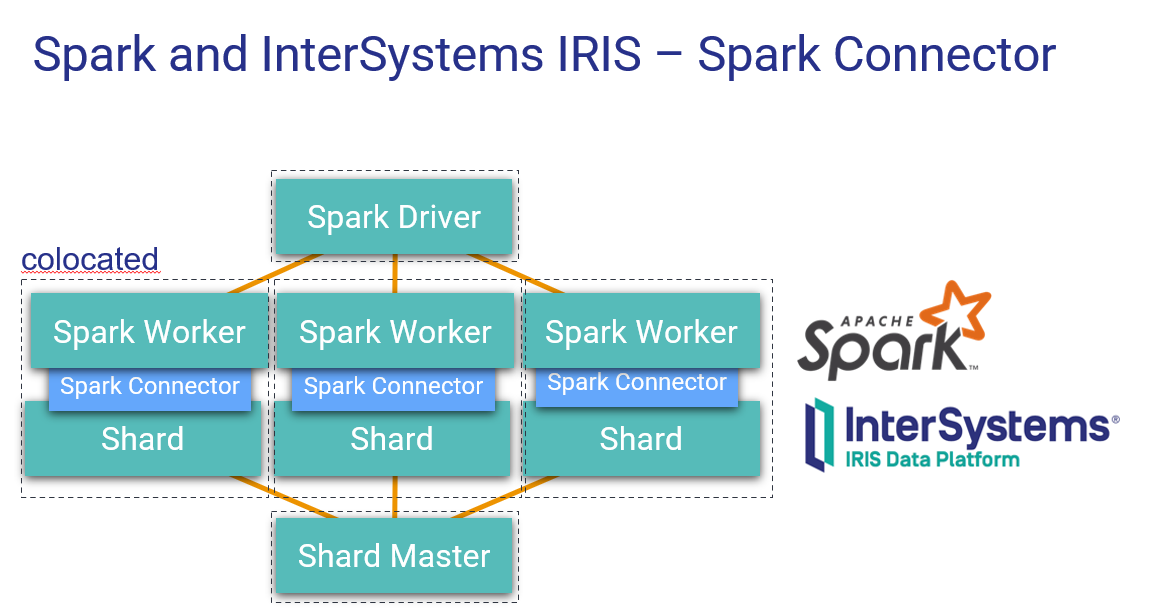 Spark and InterSystems IRIS – Spark Connector
Spark Driver
colocated
Spark Worker Spark Worker Spark Worker
Spark Connector Spark Connector Spark Connector
Shard Shard Shard
Shard Master
APACHE
Spark™
InterSystems®
IRIS Data Platform